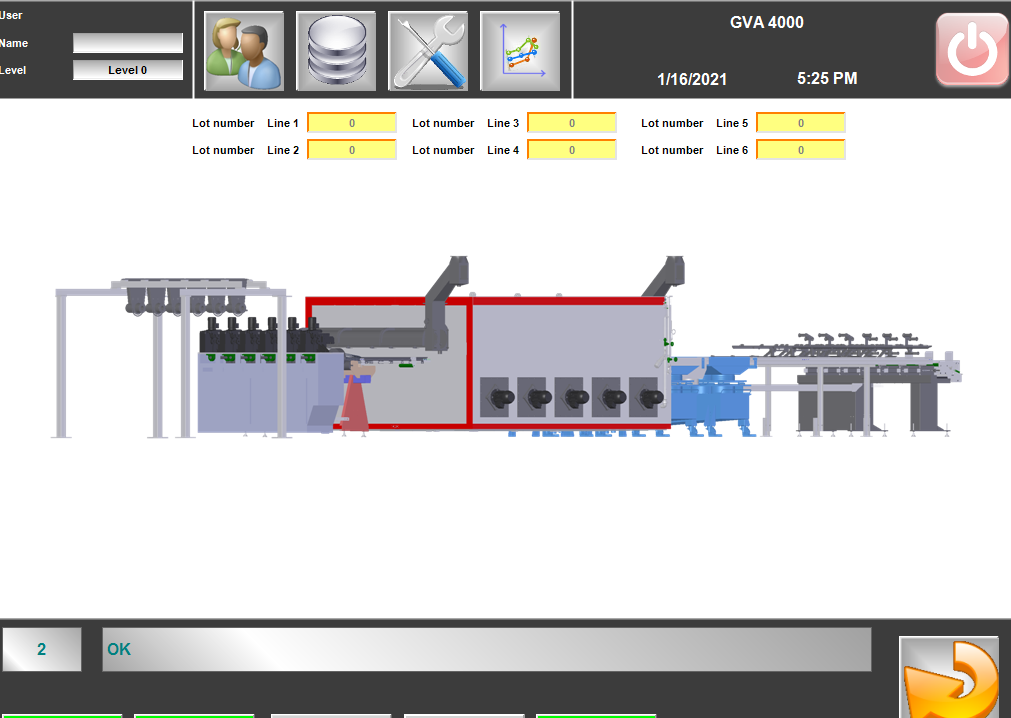 User
Name
Level
Level 0
GVA 4000
1/16/2021
5:25 PM
Lot number Line 1 0
Lot number Line 3 0
Lot number Line 5 0
Lot number Line 2 0
Lot number Line 4 0
Lot number Line 6 0
2
OK